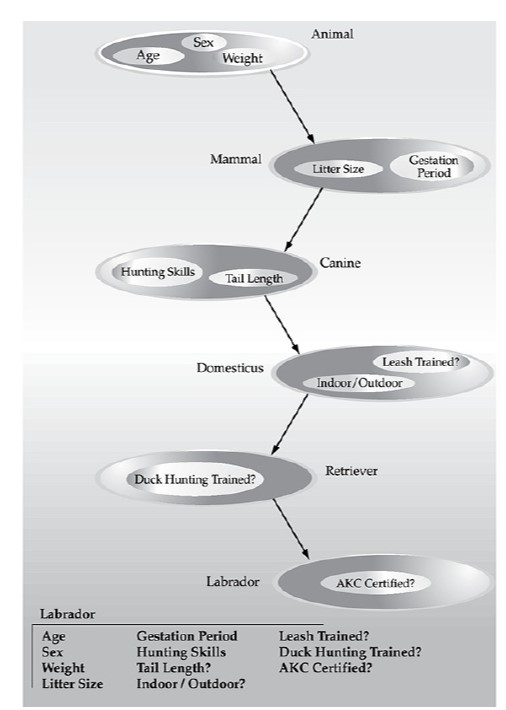 Animal
Sex
Age
Weight
Mammal
Litter Size
Gestation
Period
Canine
Hunting Skills
Tail Length
Domesticus
Leash Trained?
Indoor/Outdoor
Retriever
Duck Hunting Trained?
Labrador
AKC Certified?
Labrador
Age Gestation Period Leash Trained?
Sex Hunting Skills Duck Hunting Trained?
Weight Tail Length? AKC Certified?
Litter Size Indoor / Outdoor?